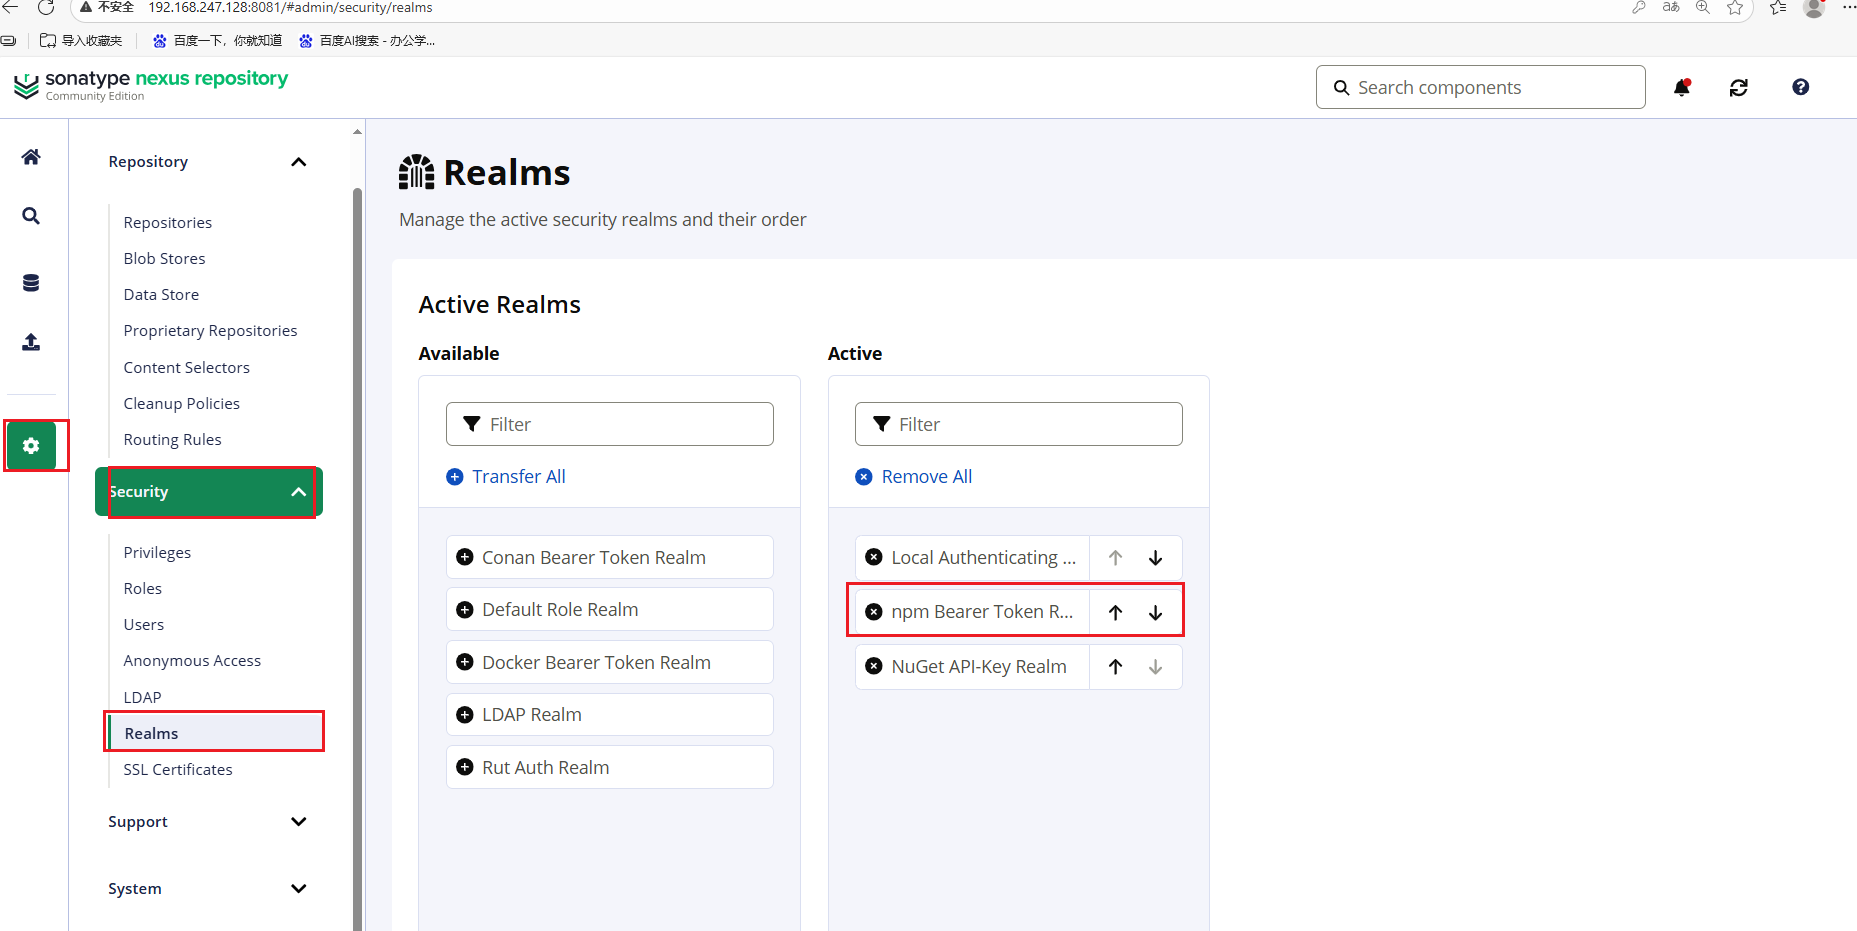 不安全 192.168.247.128:8081/#admin/security/realms
aあ
导入收藏夹 百度一下，你就知道 百度AI搜索 - 办公学...
sonatype nexus repository
Community Edition
Search components
Repository
Repositories
Blob Stores
Data Store
Proprietary Repositories
Content Selectors
Cleanup Policies
Routing Rules
Security
Privileges
Roles
Users
Anonymous Access
LDAP
Realms
SSL Certificates
Support
System
Realms
Manage the active security realms and their order
Active Realms
Available
Filter
Transfer All
Conan Bearer Token Realm
Default Role Realm
Docker Bearer Token Realm
LDAP Realm
Rut Auth Realm
Active
Filter
Remove All
Local Authenticating ...
npm Bearer Token R...
NuGet API-Key Realm